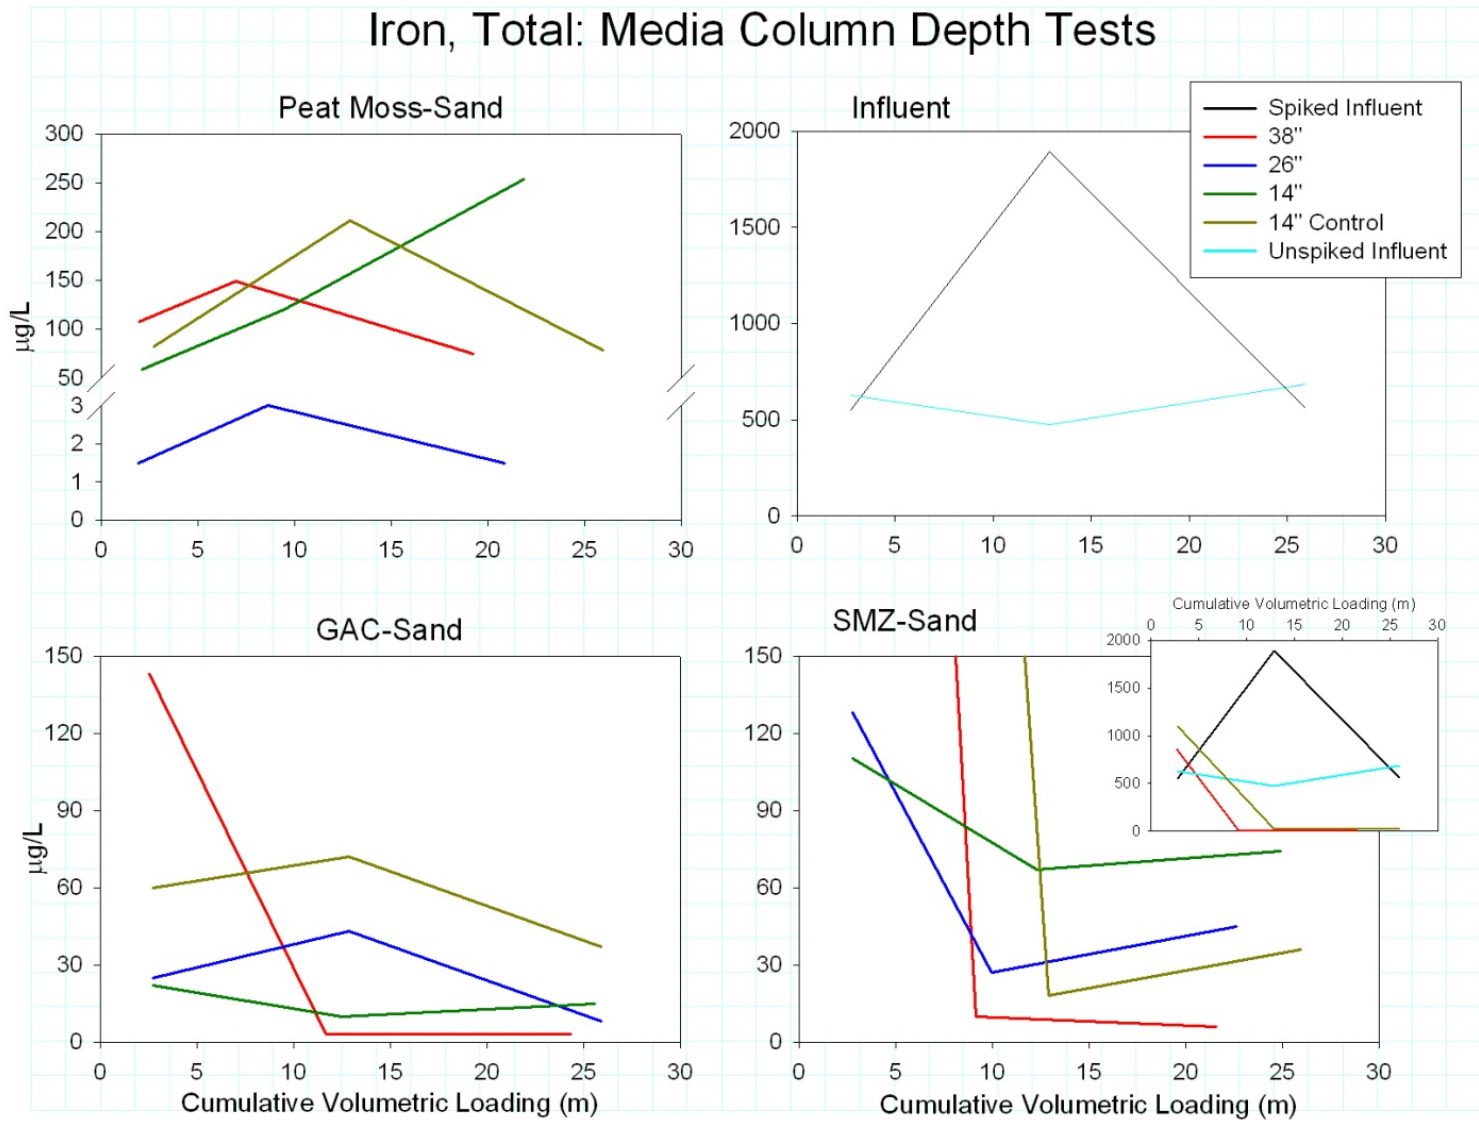 Iron, Total: Media Column Depth Tests
Peat Moss-Sand
300
250
200
150
100
50
3
2
1
0
µg/L
0 5 10 15 20 25 30
Influent
2000
1500
1000
500
0
0 5 10 15 20 25 30
Spiked Influent
38"
26"
14"
14" Control
Unspiked Influent
GAC-Sand
150
120
90
60
30
0
µg/L
0 5 10 15 20 25 30
Cumulative Volumetric Loading (m)
SMZ-Sand
150
120
90
60
30
0
0 5 10 15 20 25 30
Cumulative Volumetric Loading (m)
Cumulative Volumetric Loading (m)
0 5 10 15 20 25 30
2000
1500
1000
500
0